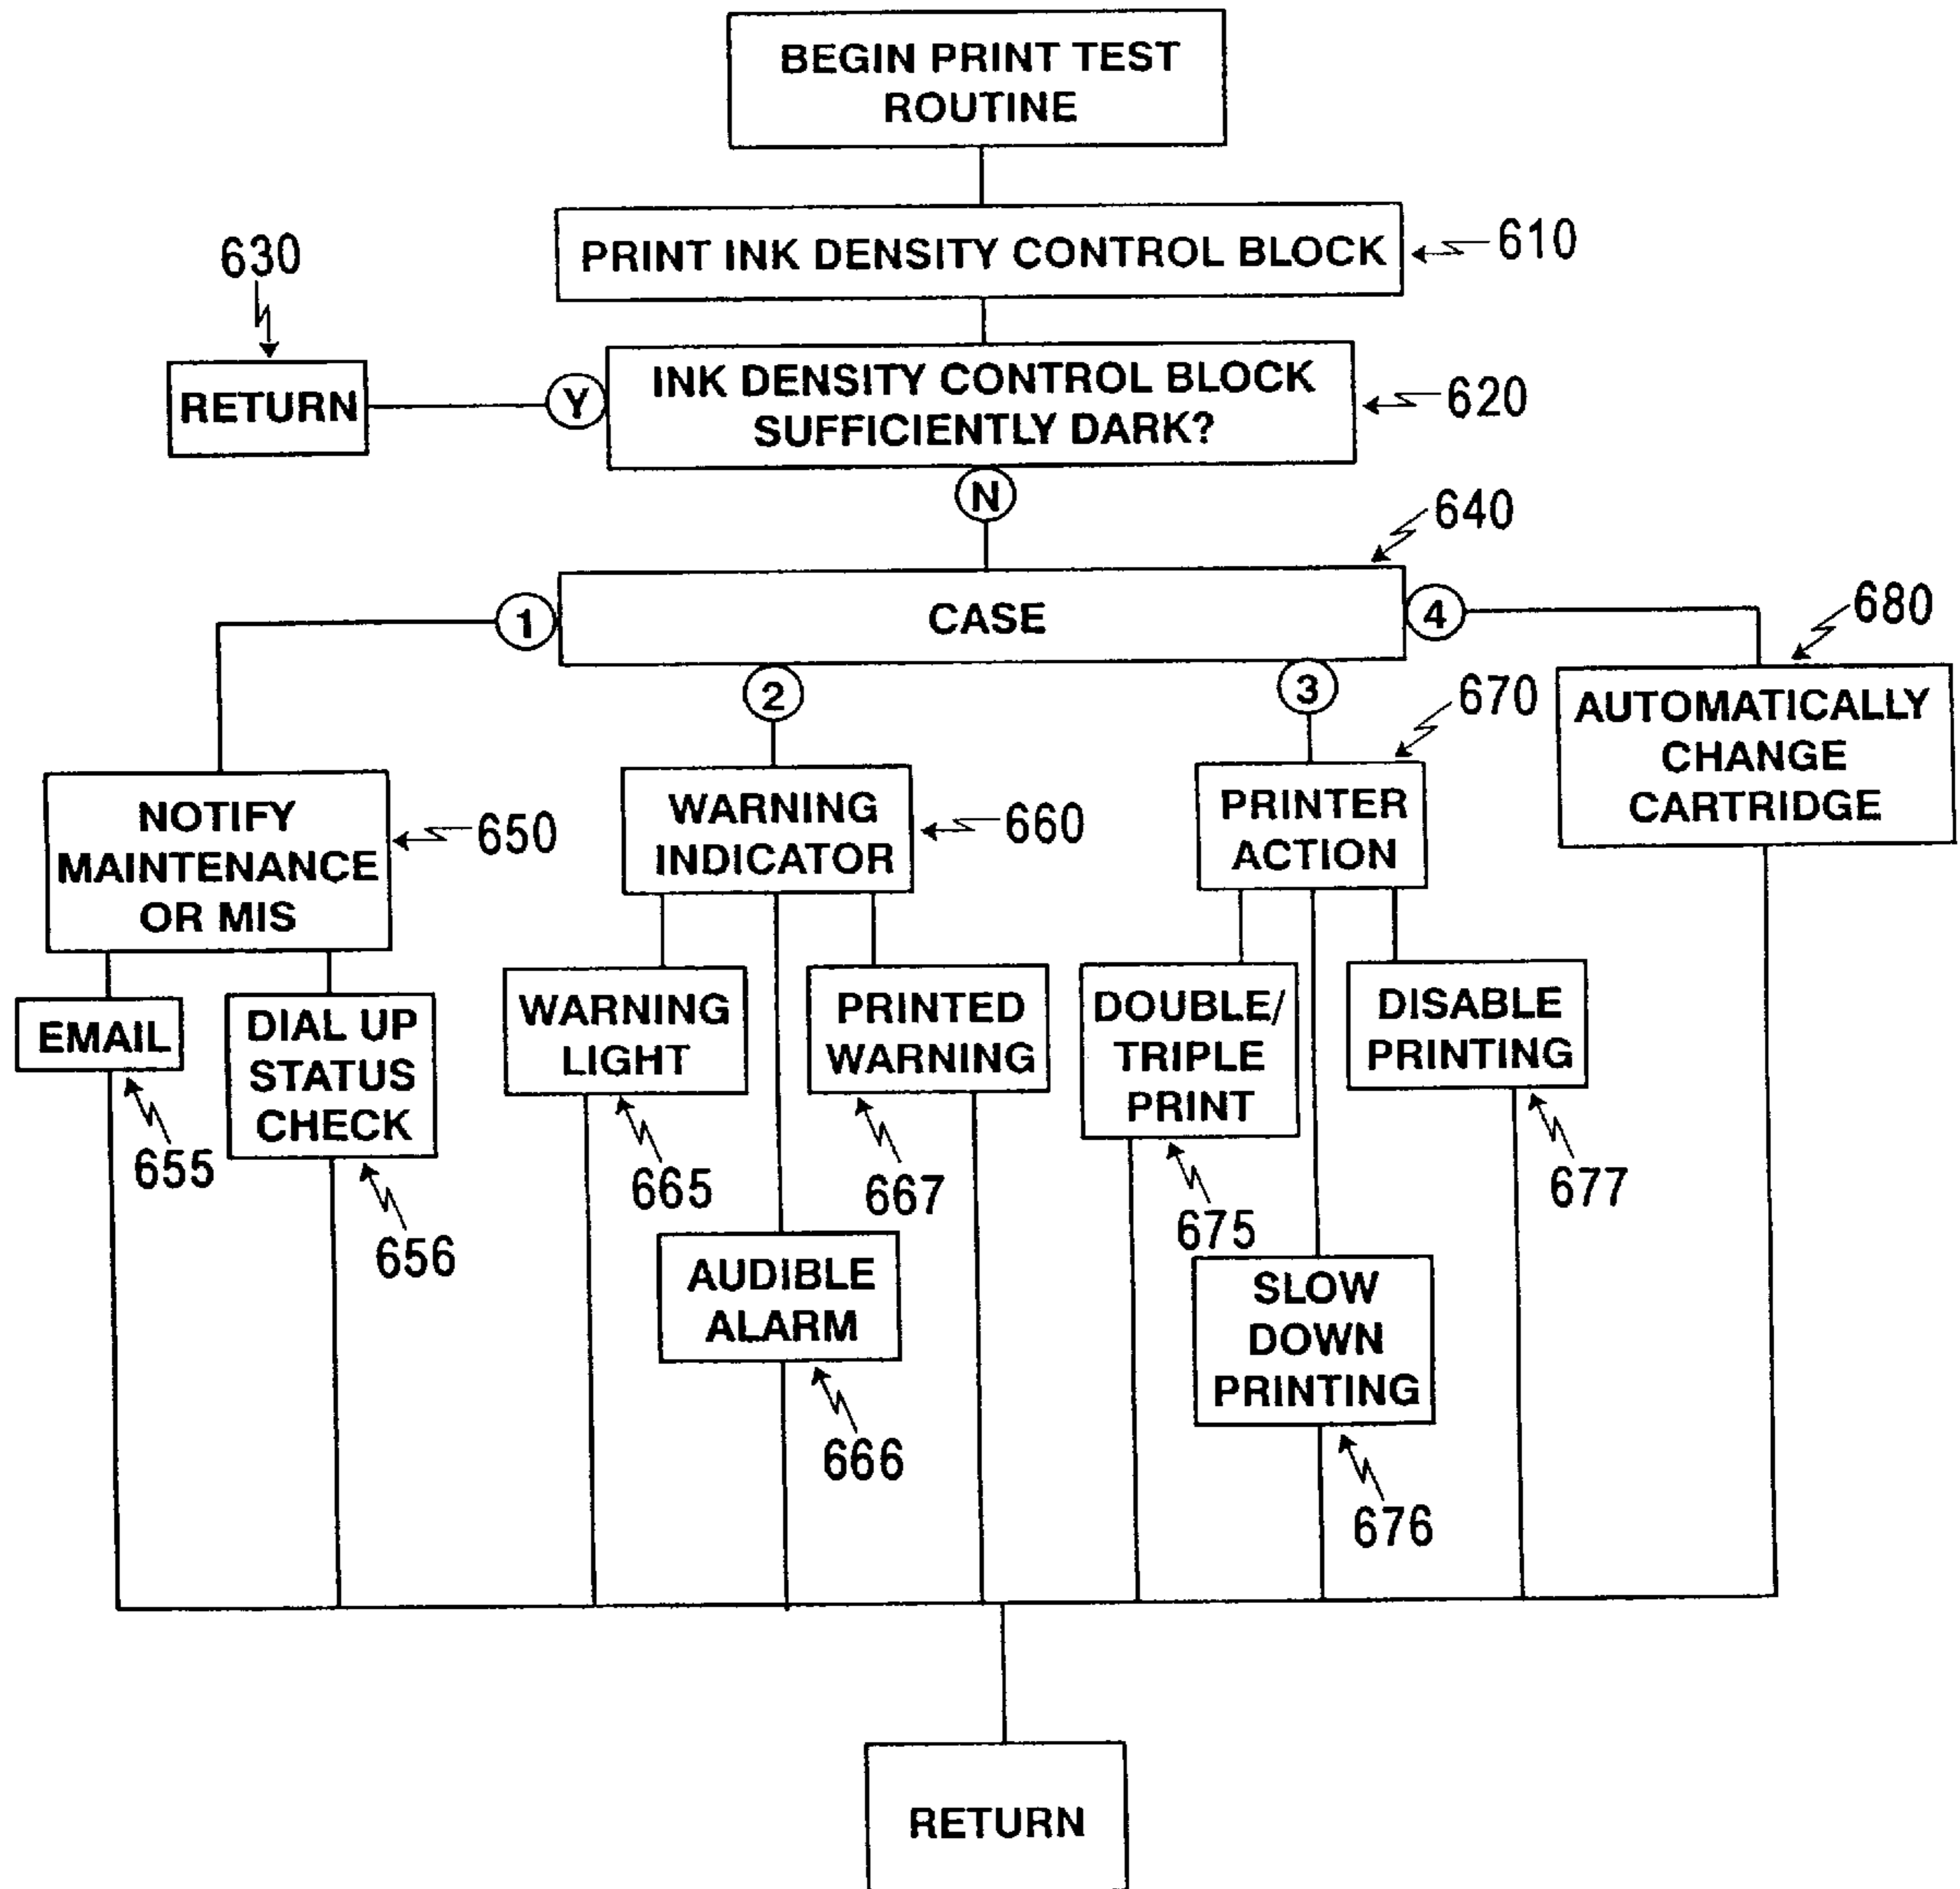 BEGIN PRINT TEST
ROUTINE
PRINT INK DENSITY CONTROL BLOCK
610
630
RETURN
Y
INK DENSITY CONTROL BLOCK
SUFFICIENTLY DARK?
620
N
640
1
CASE
4
2
3
680
AUTOMATICALLY
CHANGE
CARTRIDGE
NOTIFY
MAINTENANCE
OR MIS
650
WARNING
INDICATOR
660
670
PRINTER
ACTION
EMAIL
655
DIAL UP
STATUS
CHECK
656
WARNING
LIGHT
665
PRINTED
WARNING
667
AUDIBLE
ALARM
666
DOUBLE/
TRIPLE
PRINT
675
DISABLE
PRINTING
677
SLOW
DOWN
PRINTING
676
RETURN